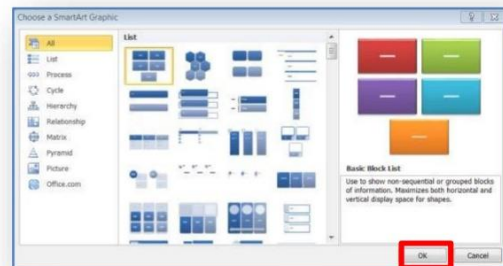 Choose a SmartArt Graphic
All
List
Process
Cycle
Hierarchy
Relationship
Matrix
Pyramid
Picture
Office.com
List
Basic Block List
Use to show non-sequential or grouped blocks
of information. Maximizes both horizontal and
vertical display space for shapes.
OK
Cancel